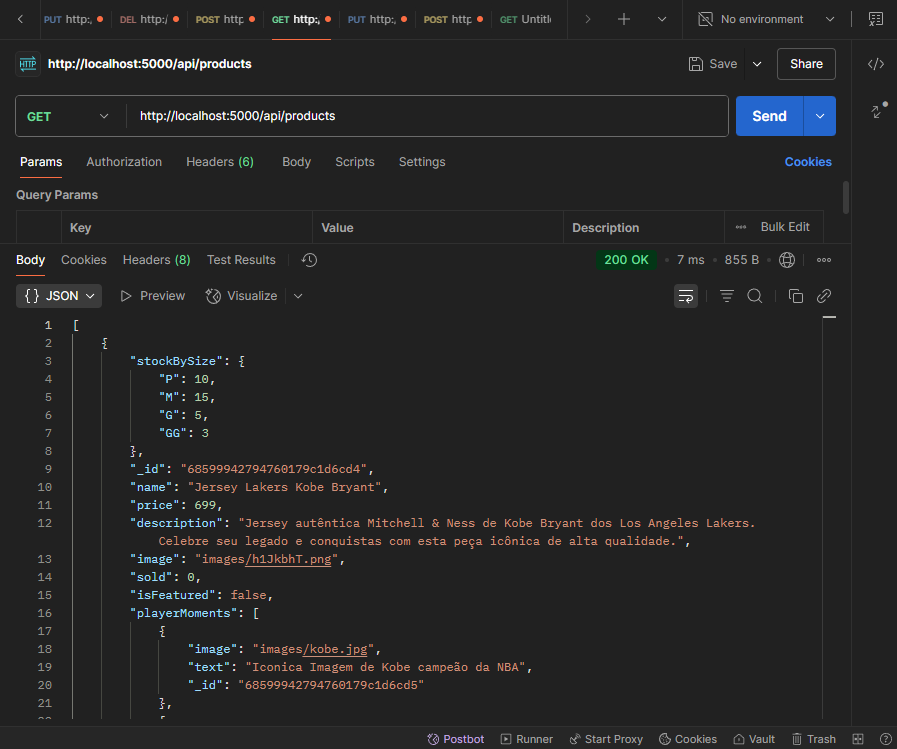 PUT http:, DEL http:/ POST http GET http:, PUT http:, POST http GET Untitl No environment
HTTP http://localhost:5000/api/products Save Share
GET http://localhost:5000/api/products Send
Params Authorization Headers (6) Body Scripts Settings Cookies
Query Params
Key Value Description Bulk Edit
Body Cookies Headers (8) Test Results 200 OK 7 ms 855 B
{} JSON Preview Visualize
1 [
2 {
3 "stockBySize": {
4 "P": 10,
5 "M": 15,
6 "G": 5,
7 "GG": 3
8 },
9 "_id": "68599942794760179c1d6cd4",
10 "name": "Jersey Lakers Kobe Bryant",
11 "price": 699,
12 "description": "Jersey autêntica Mitchell & Ness de Kobe Bryant dos Los Angeles Lakers.
Celebre seu legado e conquistas com esta peça icônica de alta qualidade.",
13 "image": "images/h1JkbhT.png",
14 "sold": 0,
15 "isFeatured": false,
16 "playerMoments": [
17 {
18 "image": "images/kobe.jpg",
19 "text": "Iconica Imagem de Kobe campeão da NBA",
20 "_id": "68599942794760179c1d6cd5"
21 },
Postbot Runner Start Proxy Cookies Vault Trash